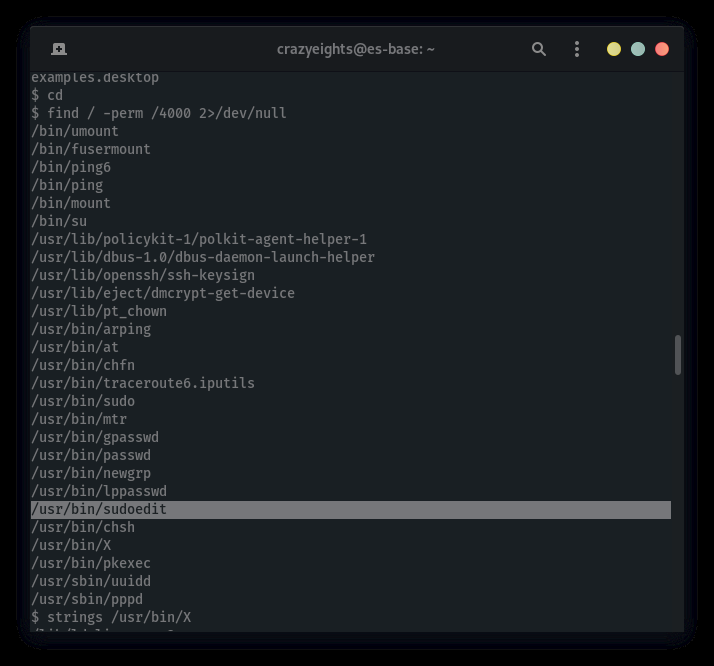 crazyeights@es-base: ~
examples.desktop
$ cd
$ find / -perm /4000 2>/dev/null
/bin/umount
/bin/fusermount
/bin/ping6
/bin/ping
/bin/mount
/bin/su
/usr/lib/policykit-1/polkit-agent-helper-1
/usr/lib/dbus-1.0/dbus-daemon-launch-helper
/usr/lib/openssh/ssh-keysign
/usr/lib/eject/dmcrypt-get-device
/usr/lib/pt_chown
/usr/bin/arping
/usr/bin/at
/usr/bin/chfn
/usr/bin/traceroute6.iputils
/usr/bin/sudo
/usr/bin/mtr
/usr/bin/gpasswd
/usr/bin/passwd
/usr/bin/newgrp
/usr/bin/lppasswd
/usr/bin/sudoedit
/usr/bin/chsh
/usr/bin/X
/usr/bin/pkexec
/usr/sbin/uuidd
/usr/sbin/pppd
$ strings /usr/bin/X